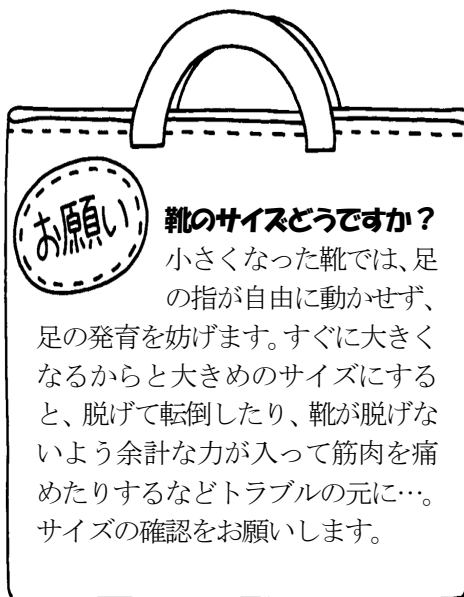 お願い
靴のサイズどうですか？
小さくなった靴では、足
の指が自由に動かせず、
足の発育を妨げます。すぐに大きく
なるからと大きめのサイズにする
と、脱げて転倒したり、靴が脱げな
いよう余計な力が入って筋肉を痛
めたりするなどトラブルの元に…。
サイズの確認をお願いします。